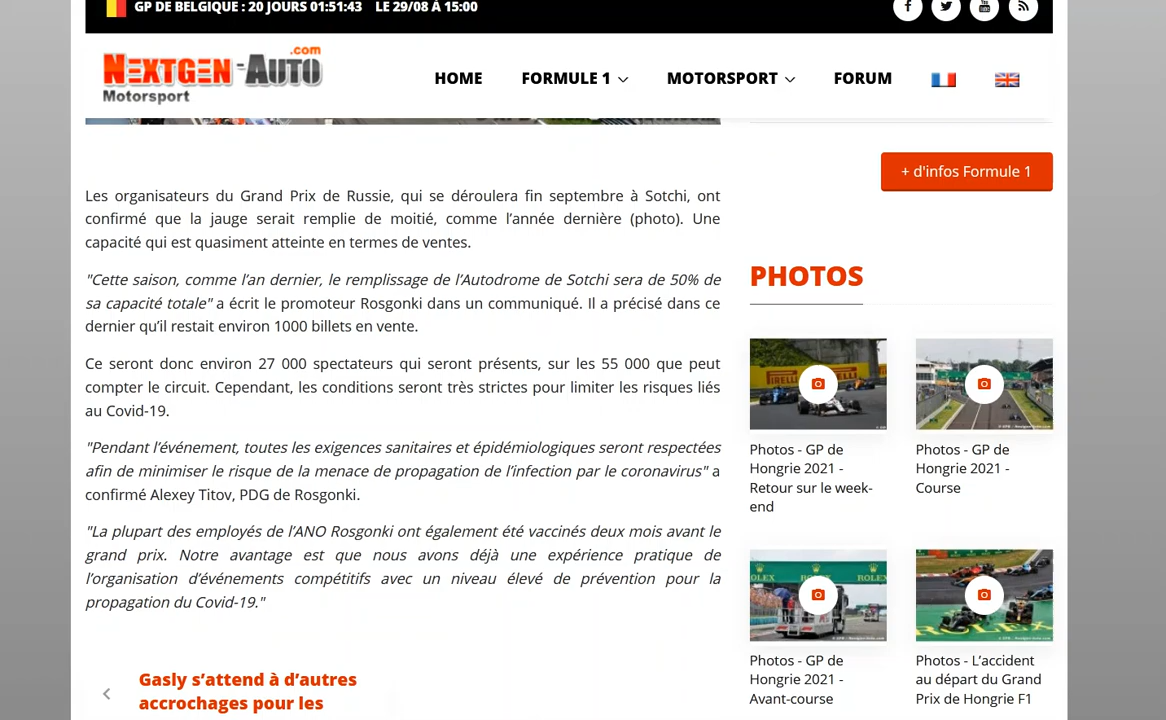 GP DE BELGIQUE : 20 JOURS 01:51:43 LE 29/08 À 15:00
NEXTGEN-AUTO
.com
Motorsport
HOME FORMULE 1 MOTORSPORT FORUM
+ d'infos Formule 1
Les organisateurs du Grand Prix de Russie, qui se déroulera fin septembre à Sotchi, ont
confirmé que la jauge serait remplie de moitié, comme l’année dernière (photo). Une
capacité qui est quasiment atteinte en termes de ventes.
"Cette saison, comme l’an dernier, le remplissage de l’Autodrome de Sotchi sera de 50% de
sa capacité totale" a écrit le promoteur Rosgonki dans un communiqué. Il a précisé dans ce
dernier qu’il restait environ 1000 billets en vente.
Ce seront donc environ 27 000 spectateurs qui seront présents, sur les 55 000 que peut
compter le circuit. Cependant, les conditions seront très strictes pour limiter les risques liés
au Covid-19.
"Pendant l’événement, toutes les exigences sanitaires et épidémiologiques seront respectées
afin de minimiser le risque de la menace de propagation de l’infection par le coronavirus" a
confirmé Alexey Titov, PDG de Rosgonki.
"La plupart des employés de l’ANO Rosgonki ont également été vaccinés deux mois avant le
grand prix. Notre avantage est que nous avons déjà une expérience pratique de
l’organisation d’événements compétitifs avec un niveau élevé de prévention pour la
propagation du Covid-19."
Gasly s’attend à d’autres
accrochages pour les
PHOTOS
IRELLI
Photos - GP de
Hongrie 2021 -
Retour sur le week-
end
Photos - GP de
Hongrie 2021 -
Course
ROLEX ROLEX
Photos - GP de
Hongrie 2021 -
Avant-course
ROLEX
Photos - L’accident
au départ du Grand
Prix de Hongrie F1